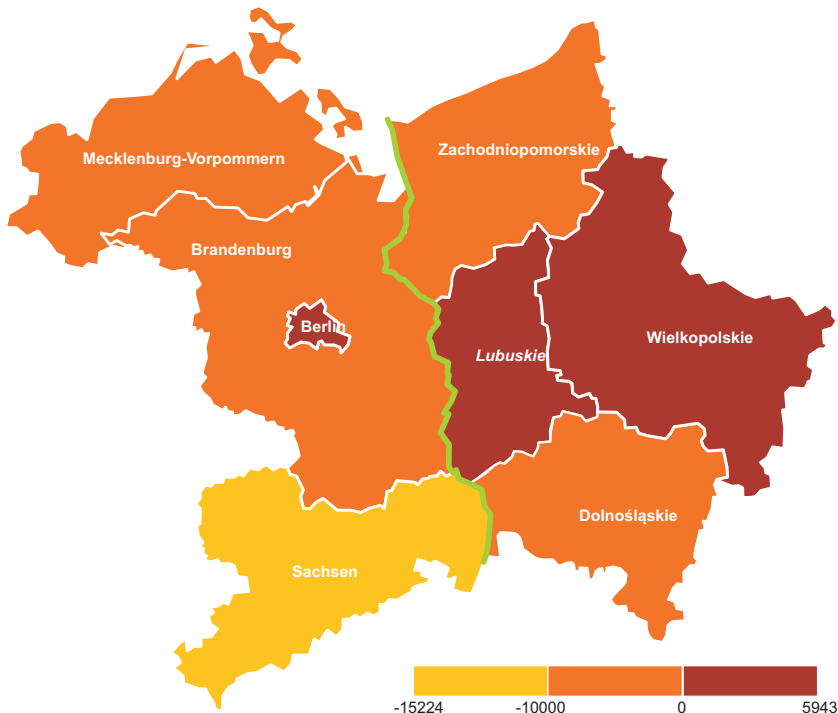 Zachodniopomorskie
Mecklenburg-Vorpommern
Brandenburg
Berlin
Wielkopolskie
Lubuskie
Dolnośląskie
Sachsen
-15224 -10000 0 5943